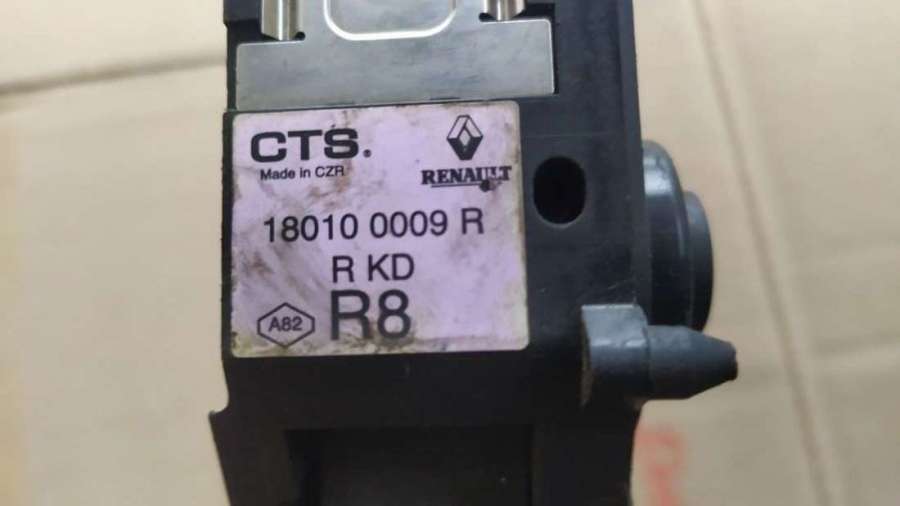 CTS®
Made in CZR
RENAULT
18010 0009 R
R KD
A82
R8